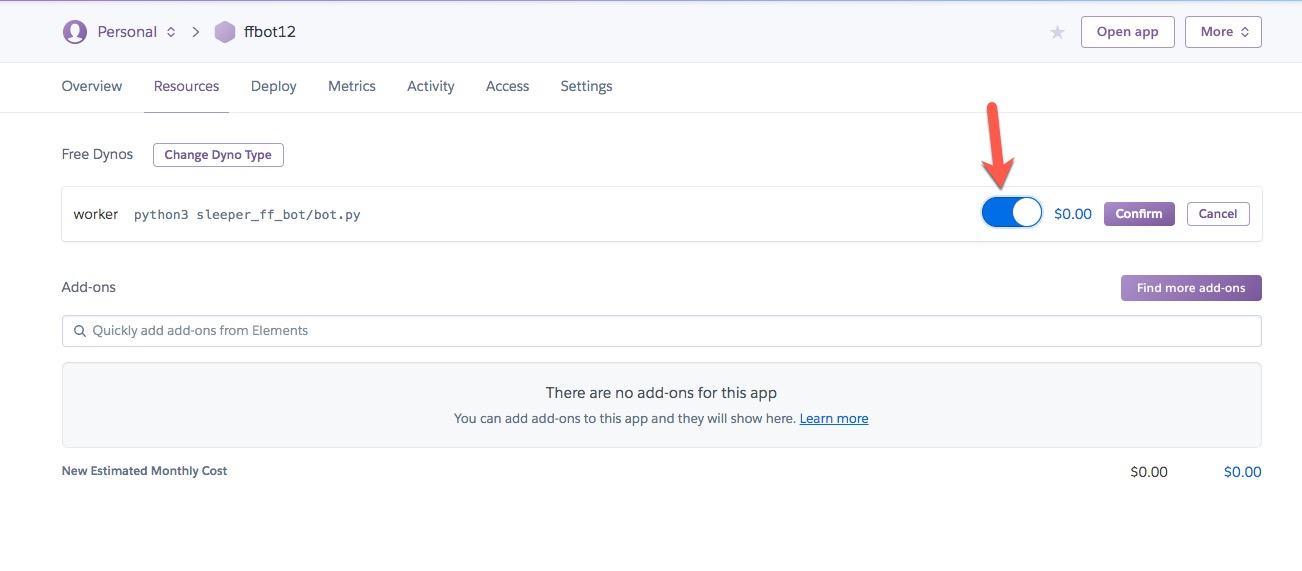 Personal > ffbot12
Open app
More
Overview Resources Deploy Metrics Activity Access Settings
Free Dynos Change Dyno Type
worker python3 sleeper_ff_bot/bot.py $0.00 Confirm Cancel
Add-ons Find more add-ons
Quickly add add-ons from Elements
There are no add-ons for this app
You can add add-ons to this app and they will show here. Learn more
New Estimated Monthly Cost $0.00 $0.00